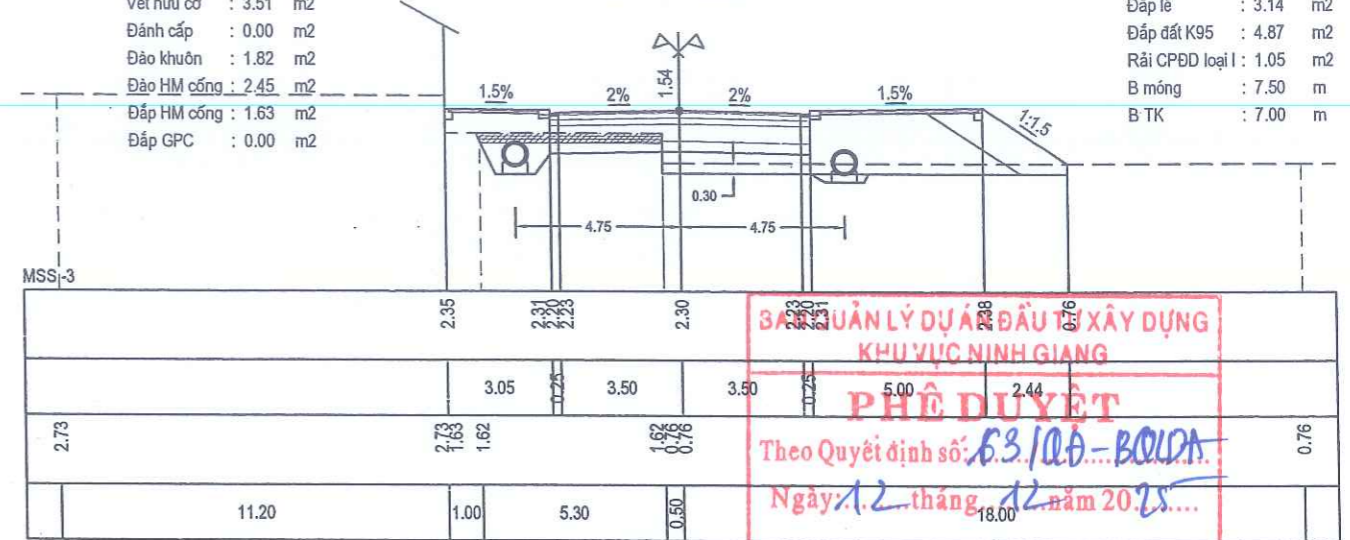 Vét hữu cơ : 3.51 m2
Đánh cấp : 0.00 m2
Đào khuôn : 1.82 m2
Đào HM cống : 2.45 m2
Đắp HM cống : 1.63 m2
Đắp GPC : 0.00 m2
Đắp lề : 3.14 m2
Đắp đất K95 : 4.87 m2
Rải CPĐD loại I : 1.05 m2
B móng : 7.50 m
B TK : 7.00 m
1.54
1.5% 2% 2% 1.5%
1:1.5
0.30
4.75 4.75
MSS:-3
2.35 2.31 2.20 2.23 2.30 2.23 2.20 2.31 2.38 0.76
3.05 0.25 3.50 3.50 0.25 5.00 2.44
2.73 2.73 1.63 1.62 1.62 0.76 0.76 0.76
11.20 1.00 5.30 0.50 18.00
BAN QUẢN LÝ DỰ ÁN ĐẦU TƯ XÂY DỰNG
KHU VỰC NINH GIANG
PHÊ DUYỆT
Theo Quyết định số: 63/QĐ-BQLDA
Ngày: 12 tháng 12 năm 2025